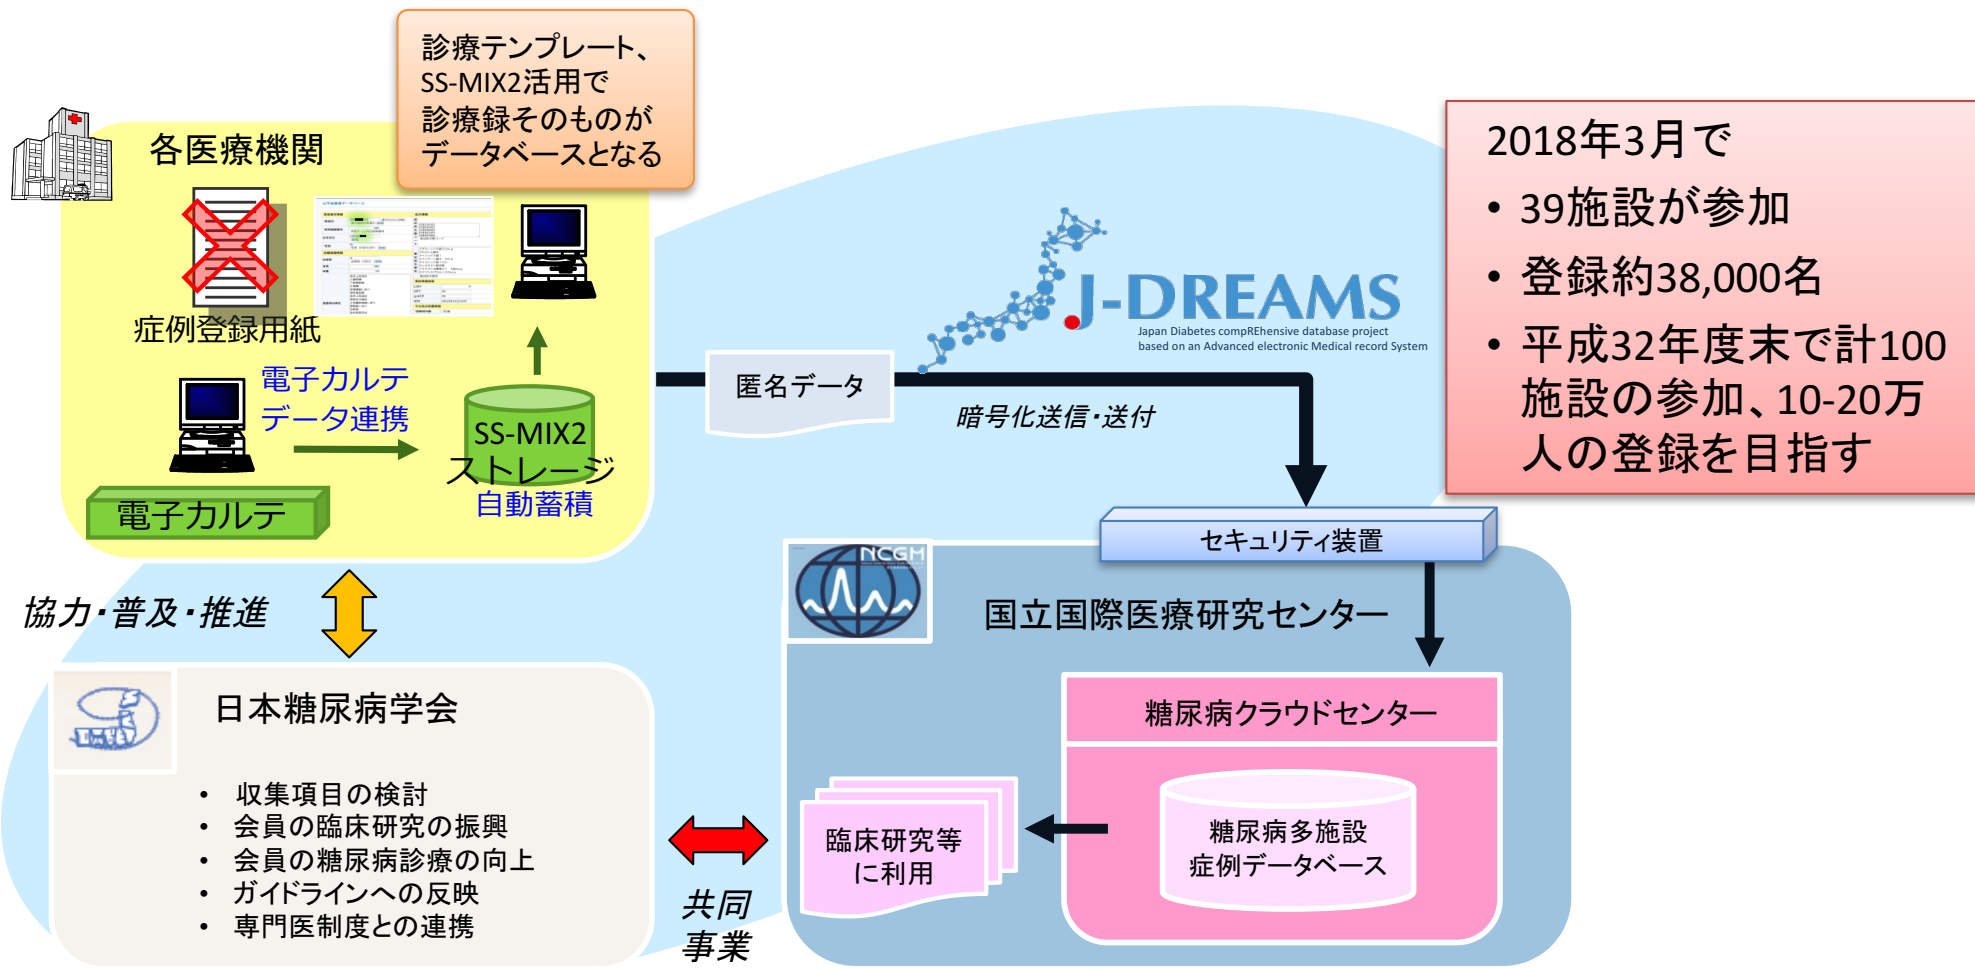 診療テンプレート、
SS-MIX2活用で
診療録そのものが
データベースとなる
各医療機関
症例登録用紙
電子カルテ
データ連携
SS-MIX2
ストレージ
自動蓄積
電子カルテ
匿名データ
暗号化送信・送付
J-DREAMS
Japan Diabetes compREhensive database project
based on an Advanced electronic Medical record System
2018年3月で
• 39施設が参加
• 登録約38,000名
• 平成32年度末で計100
施設の参加、10-20万
人の登録を目指す
セキュリティ装置
NCGM
国立国際医療研究センター
糖尿病クラウドセンター
糖尿病多施設
症例データベース
臨床研究等
に利用
協力・普及・推進
日本糖尿病学会
• 収集項目の検討
• 会員の臨床研究の振興
• 会員の糖尿病診療の向上
• ガイドラインへの反映
• 専門医制度との連携
共同
事業